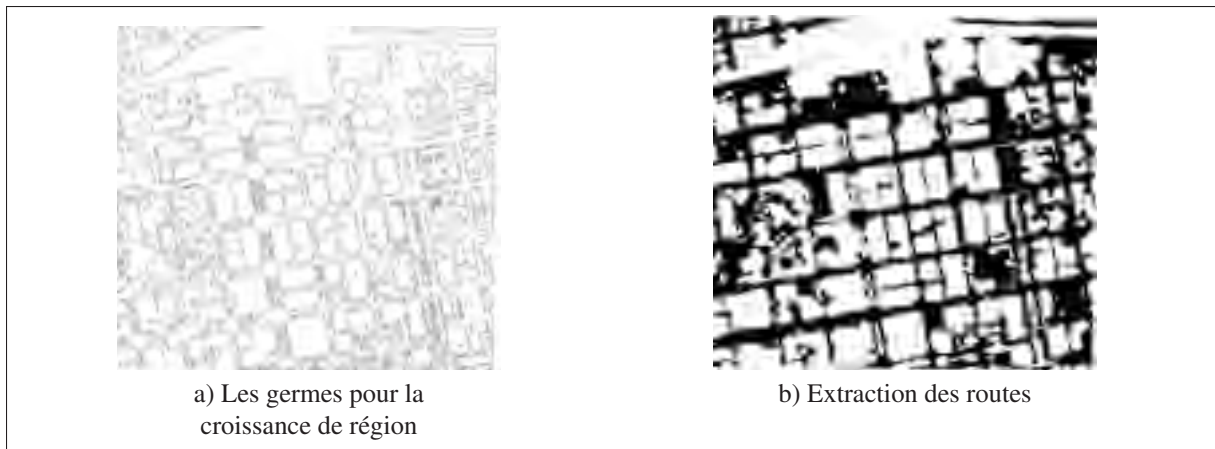 a) Les germes pour la
croissance de région
b) Extraction des routes